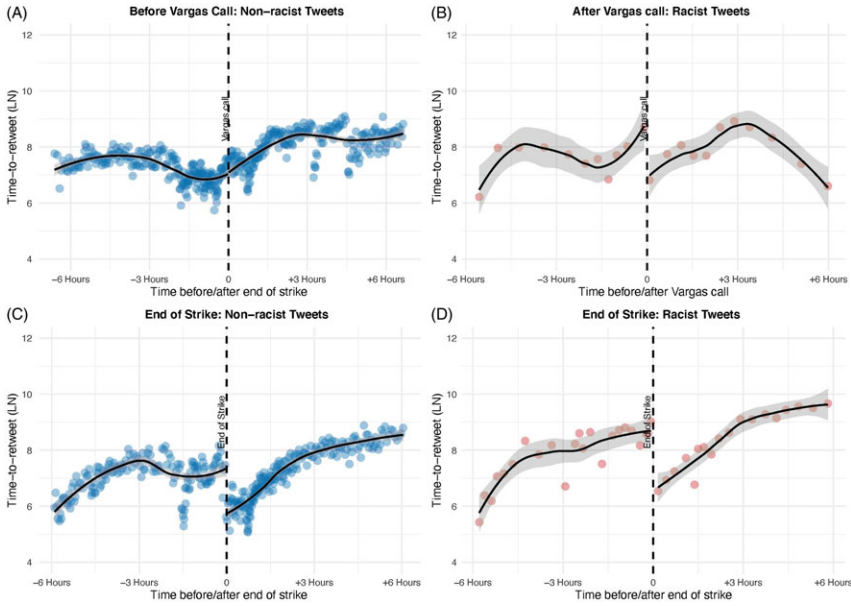 (A)
Before Vargas Call: Non−racist Tweets
Time−to−retweet (LN)
12
10
8
6
4
Vargas call
−6 Hours −3 Hours 0 +3 Hours +6 Hours
Time before/after end of strike
(B)
After Vargas call: Racist Tweets
Time−to−retweet (LN)
12
10
8
6
4
Vargas call
−6 Hours −3 Hours 0 +3 Hours +6 Hours
Time before/after Vargas call
(C)
End of Strike: Non−racist Tweets
Time−to−retweet (LN)
12
10
8
6
4
End of Strike
−6 Hours −3 Hours 0 +3 Hours +6 Hours
Time before/after end of strike
(D)
End of Strike: Racist Tweets
Time−to−retweet (LN)
12
10
8
6
4
End of Strike
−6 Hours −3 Hours 0 +3 Hours +6 Hours
Time before/after end of strike